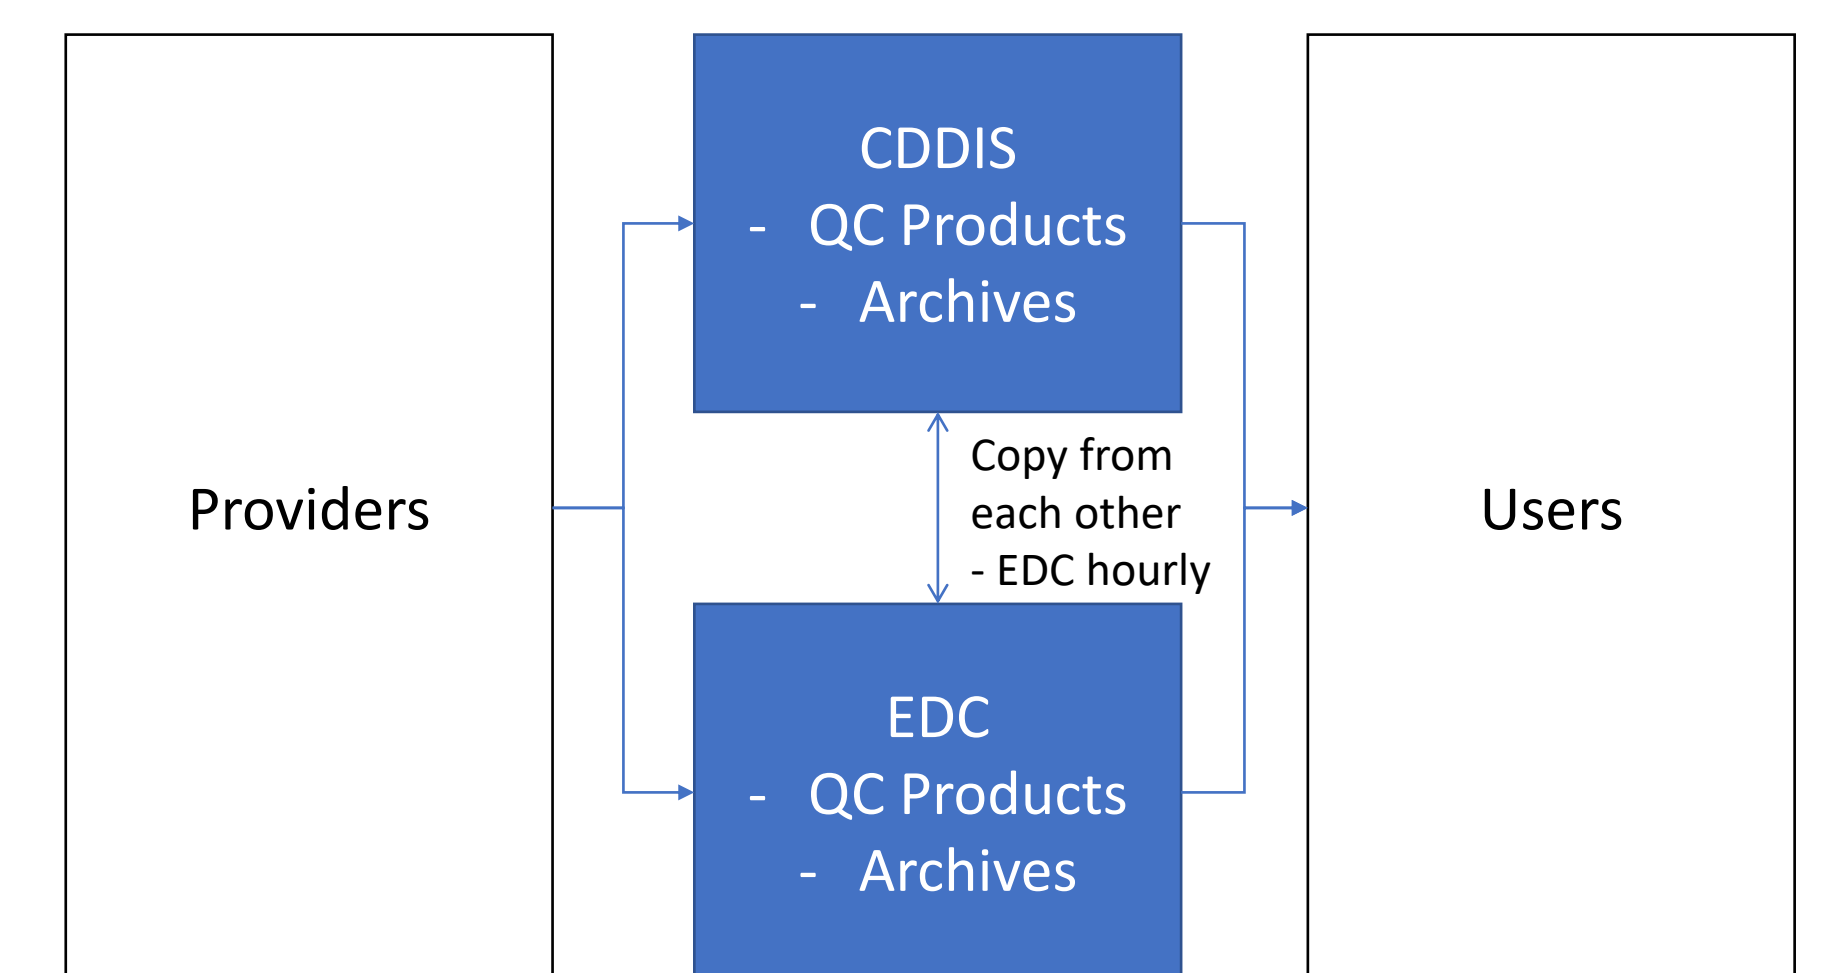 Providers
CDDIS
- QC Products
- Archives
Copy from
each other
- EDC hourly
EDC
- QC Products
- Archives
Users